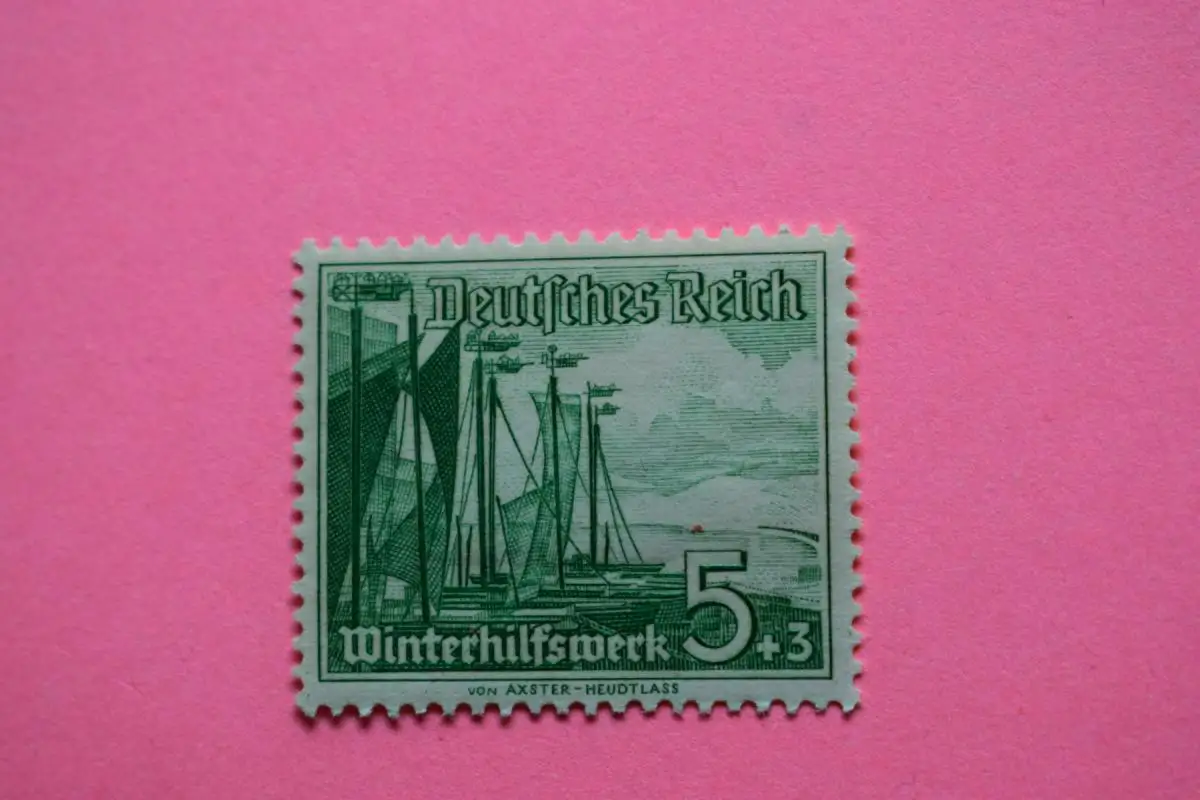 Deutſches Reich
Winterhilfswerk 5+3
VON AXSTER-HEUDTLASS